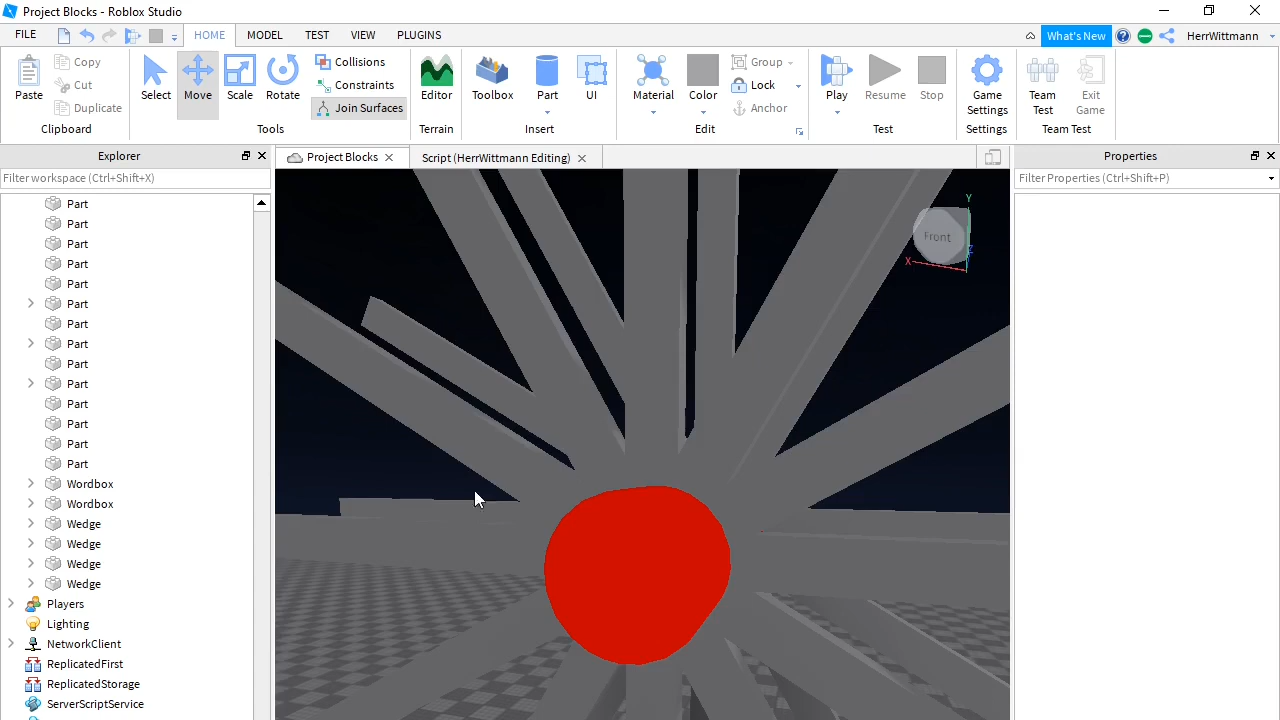 Project Blocks - Roblox Studio
FILE HOME MODEL TEST VIEW PLUGINS What's New HerrWittmann
Paste Copy Cut Duplicate Select Move Scale Rotate Collisions Constraints Join Surfaces Editor Toolbox Part UI Material Color Group Lock Anchor Play Resume Stop Game Settings Team Test Exit Game
Clipboard Tools Terrain Insert Edit Test Settings Team Test
Explorer Project Blocks Script (HerrWittmann Editing) Properties
Filter workspace (Ctrl+Shift+X) Filter Properties (Ctrl+Shift+P)
Part
Part
Part
Part
Part
Part
Part
Part
Part
Part
Part
Part
Part
Part
Wordbox
Wordbox
Wedge
Wedge
Wedge
Wedge
Players
Lighting
NetworkClient
ReplicatedFirst
ReplicatedStorage
ServerScriptService
Y
Front
Z
X